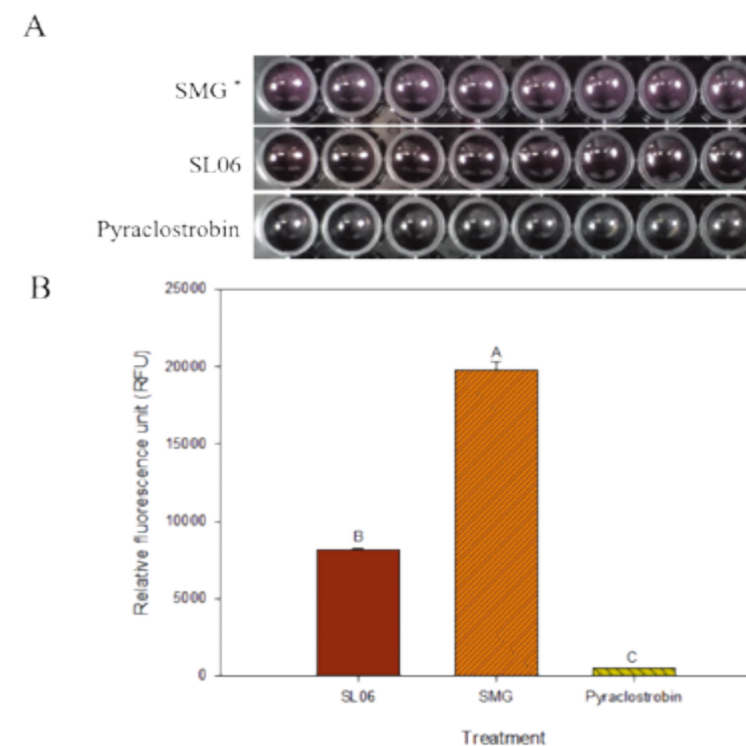 A
SMG *
SL06
Pyraclostrobin
B
25000
20000
15000
10000
5000
0
Relative fluorescence unit (RFU)
B
A
C
SL06
SMG
Pyraclostrobin
Treatment